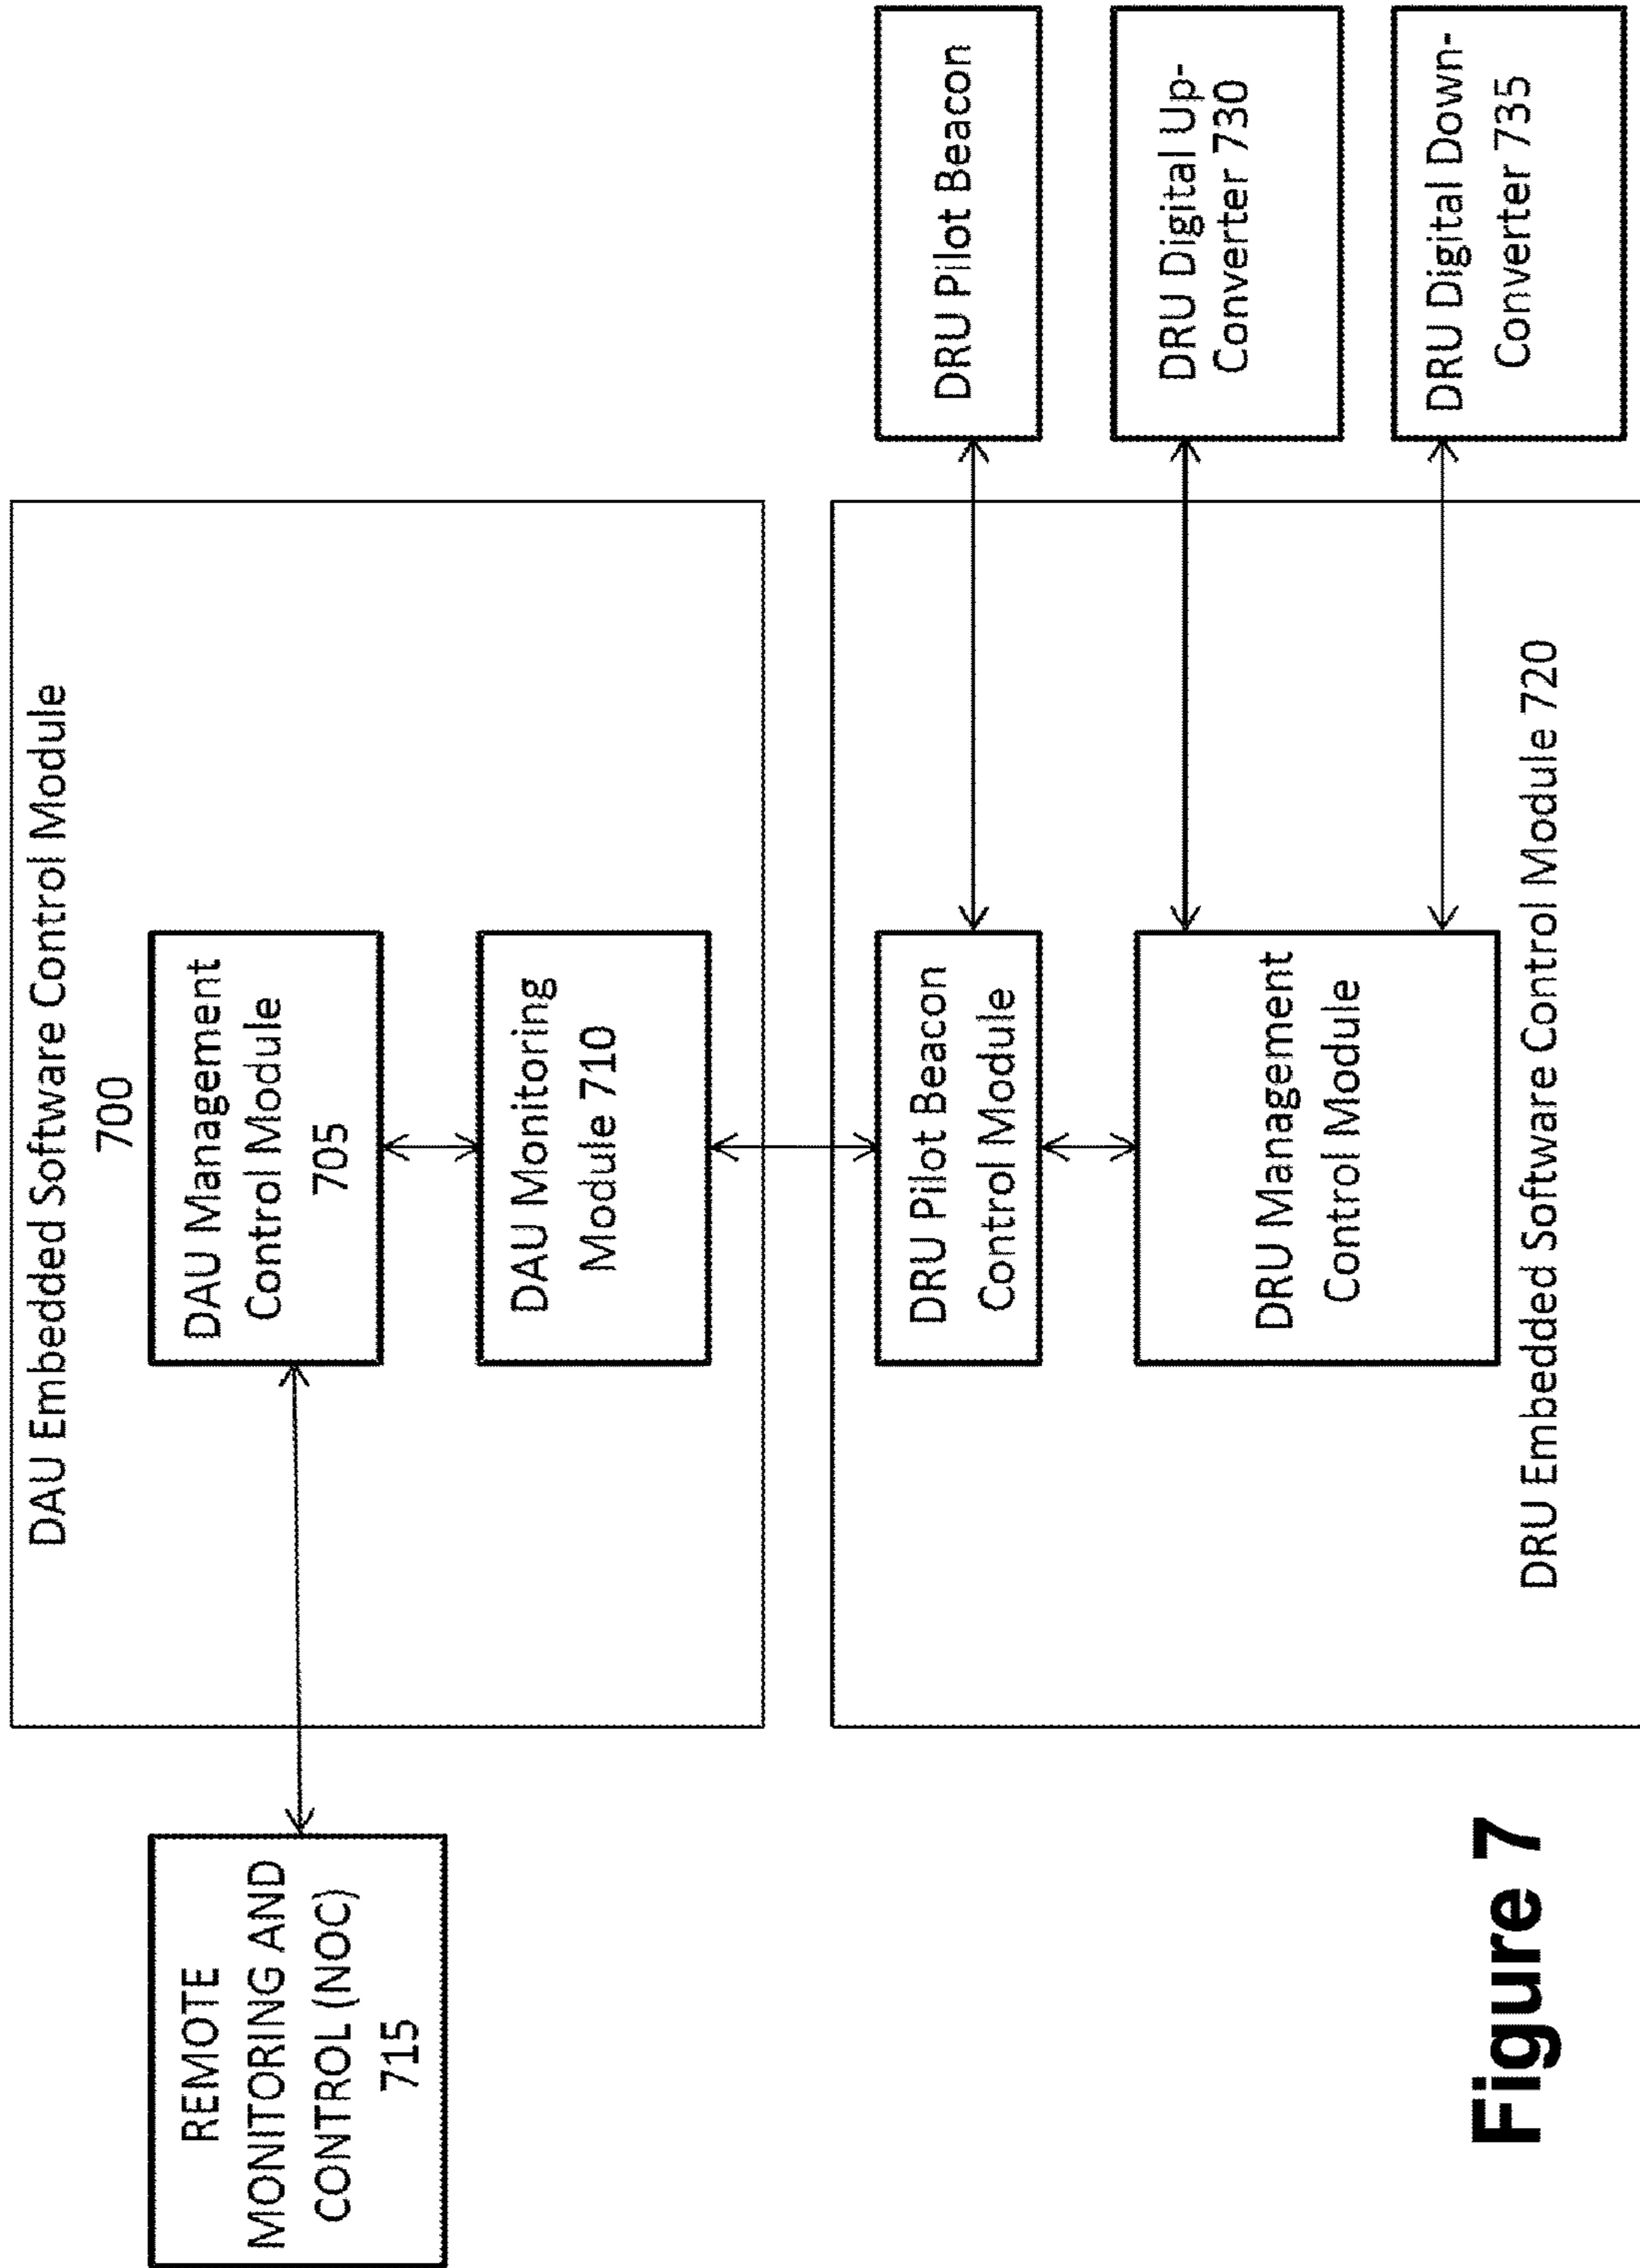 DAU Embedded Software Control Module
700
REMOTE
MONITORING AND
CONTROL (NOC)
715
DAU Management
Control Module
705
DAU Monitoring
Module 710
DRU Pilot Beacon
Control Module
DRU Pilot Beacon
DRU Management
Control Module
DRU Digital Up-
Converter 730
DRU Digital Down-
Converter 735
DRU Embedded Software Control Module 720
Figure 7